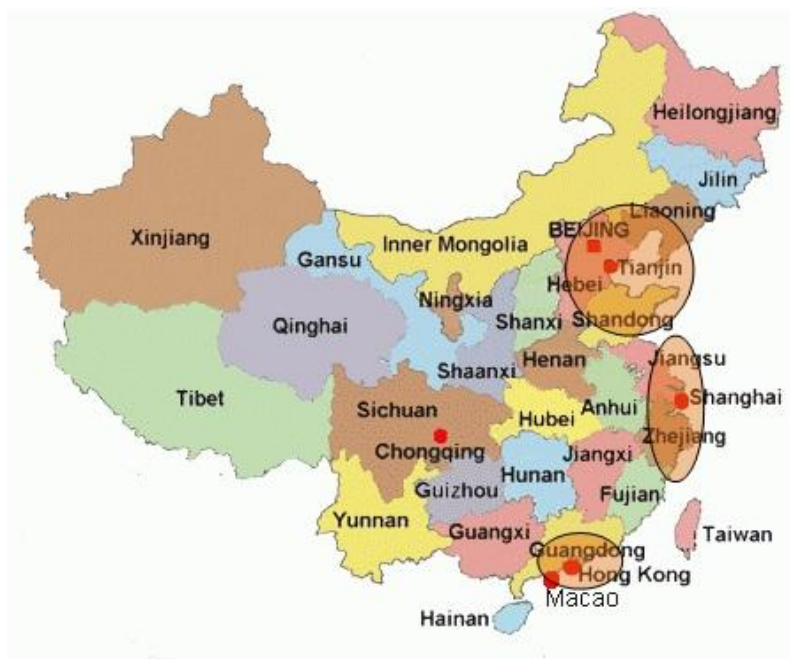 Heilongjiang
Jilin
Liaoning
BEIJING
Xinjiang
Inner Mongolia
Gansu
Tianjin
Hebei
Ningxia
Qinghai
Shanxi
Shandong
Henan
Jiangsu
Shaanxi
Tibet
Shanghai
Sichuan
Anhui
Hubei
Zhejiang
Chongqing
Jiangxi
Hunan
Guizhou
Fujian
Yunnan
Guangxi
Taiwan
Guangdong
Hong Kong
Macao
Hainan